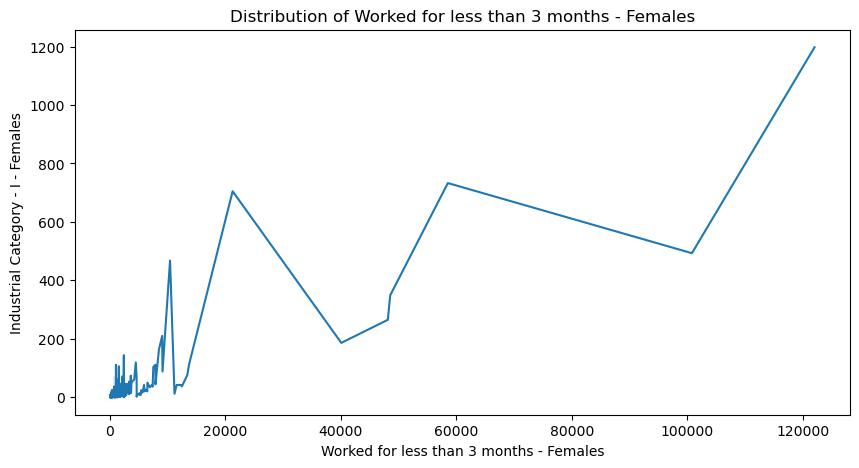 Distribution of Worked for less than 3 months - Females
1200
1000
800
600
400
200
0
Industrial Category - I - Females
0 20000 40000 60000 80000 100000 120000
Worked for less than 3 months - Females